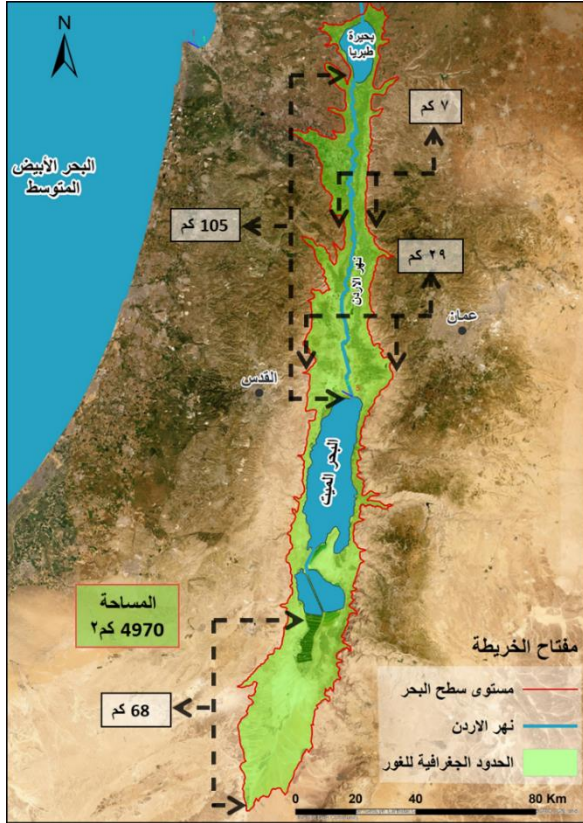 N
بحيرة
طبريا
٧ كم
البحر الأبيض
المتوسط
105 كم
٢٩ كم
نهر الاردن
عمان
القدس
البحر الميت
المساحة
4970 كم٢
68 كم
مفتاح الخريطة
مستوى سطح البحر
نهر الاردن
الحدود الجغرافية للغور
0 20 40 80 Km